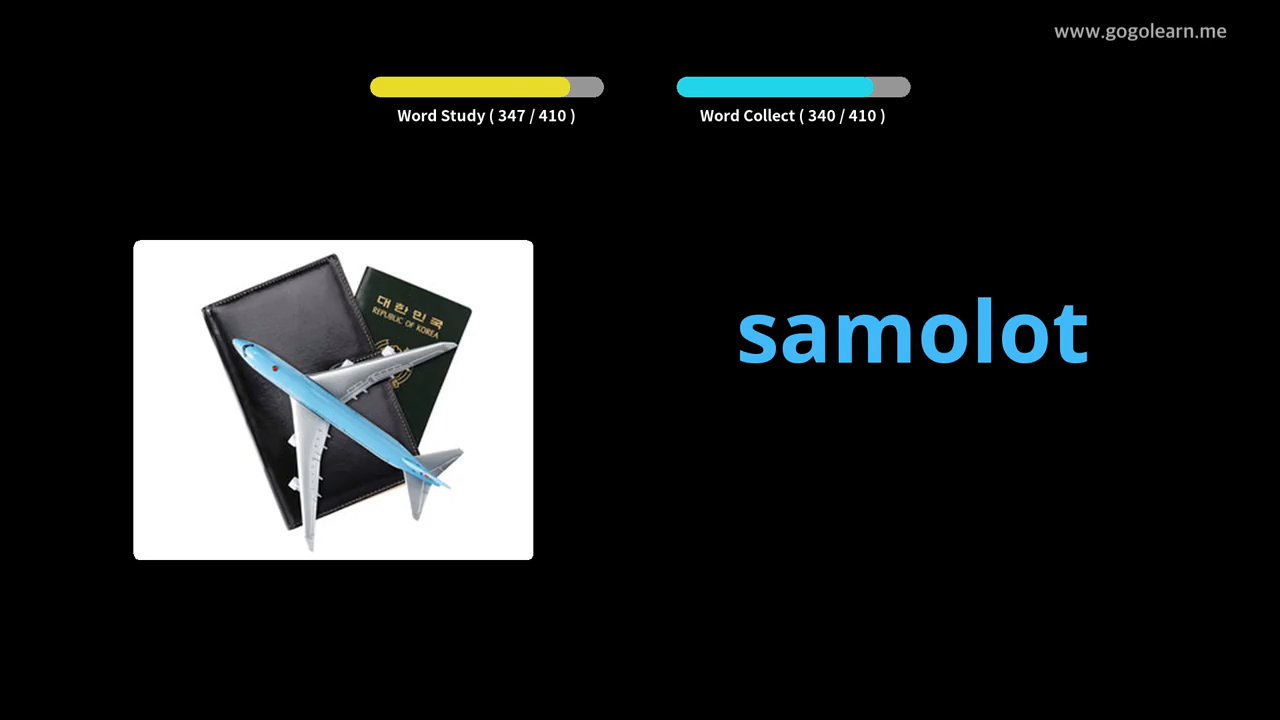 www.gogolearn.me
Word Study ( 347 / 410 )
Word Collect ( 340 / 410 )
대한민국
REPUBLIC OF KOREA
samolot